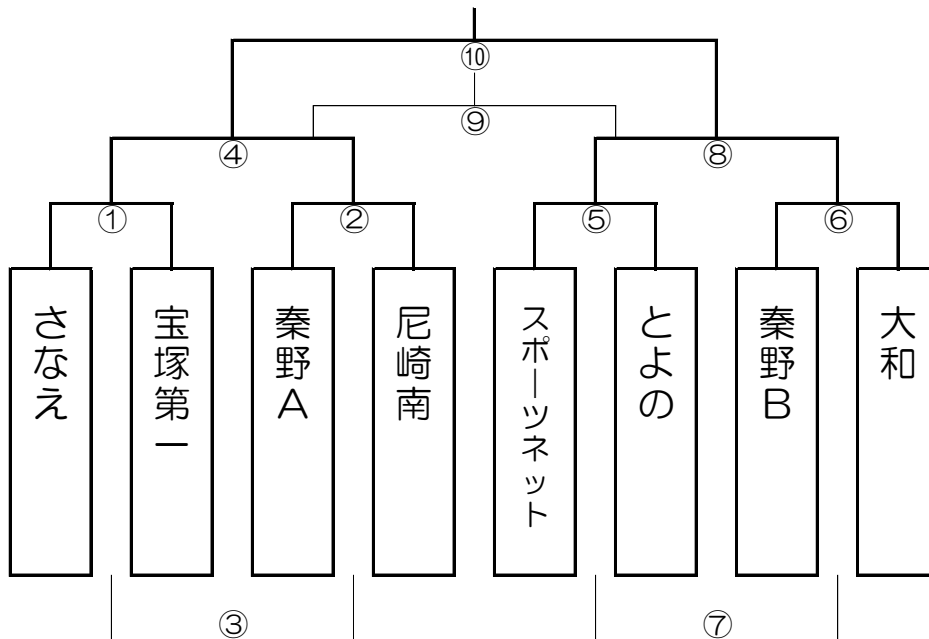 ⑩
⑨
④
⑧
①
②
⑤
⑥
さなえ
宝塚第一
秦野A
尼崎南
スポーツネット
とよの
秦野B
大和
③
⑦